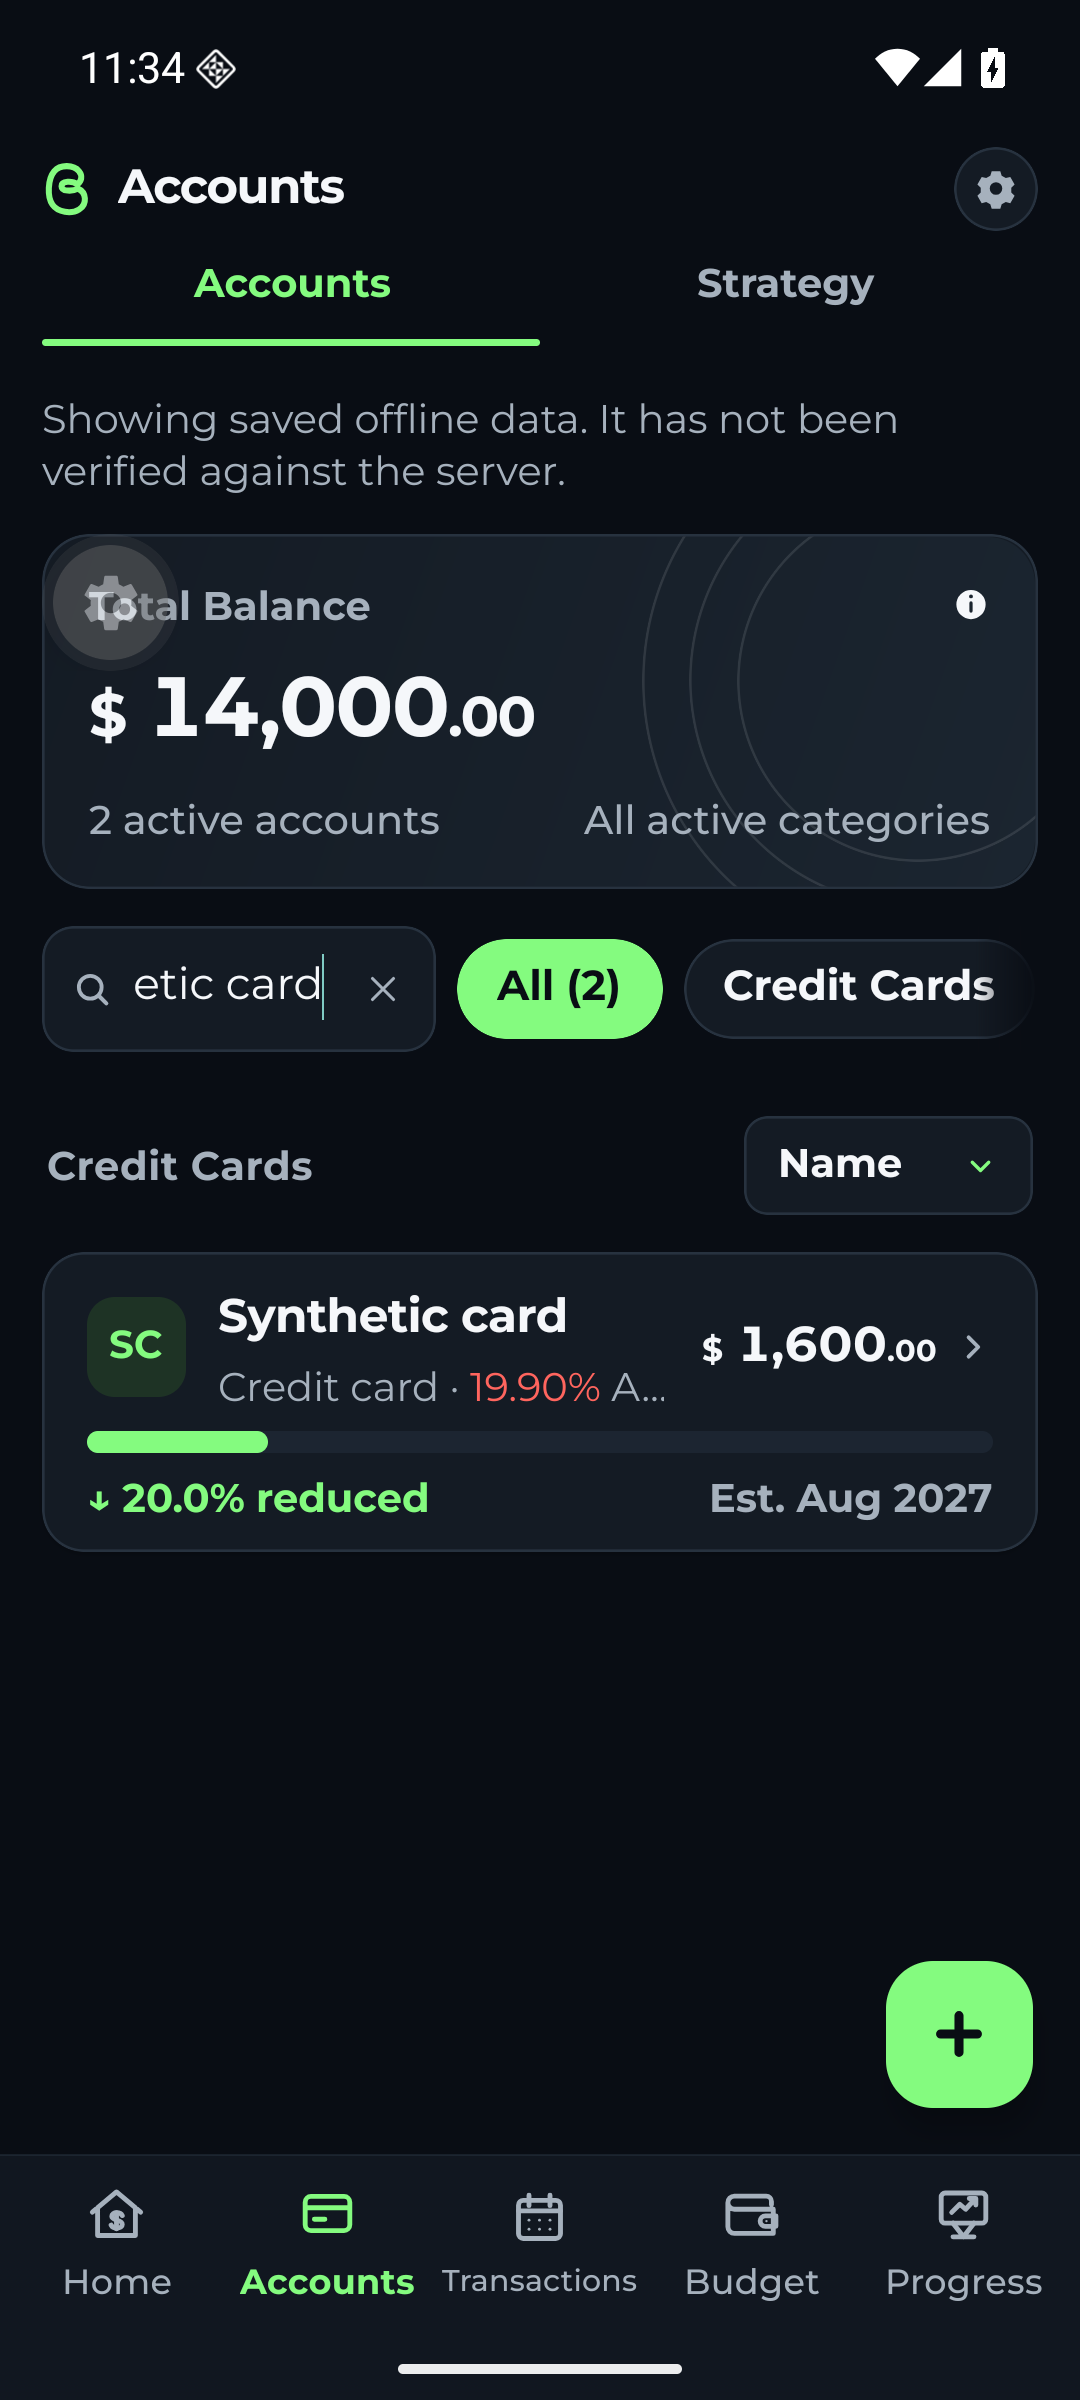 11:34
Accounts
Accounts
Strategy
Showing saved offline data. It has not been
verified against the server.
Total Balance
$ 14,000.00
2 active accounts
All active categories
etic card
All (2)
Credit Cards
Credit Cards
Name
SC
Synthetic card
$ 1,600.00
Credit card · 19.90% A...
↓ 20.0% reduced
Est. Aug 2027
Home
Accounts
Transactions
Budget
Progress